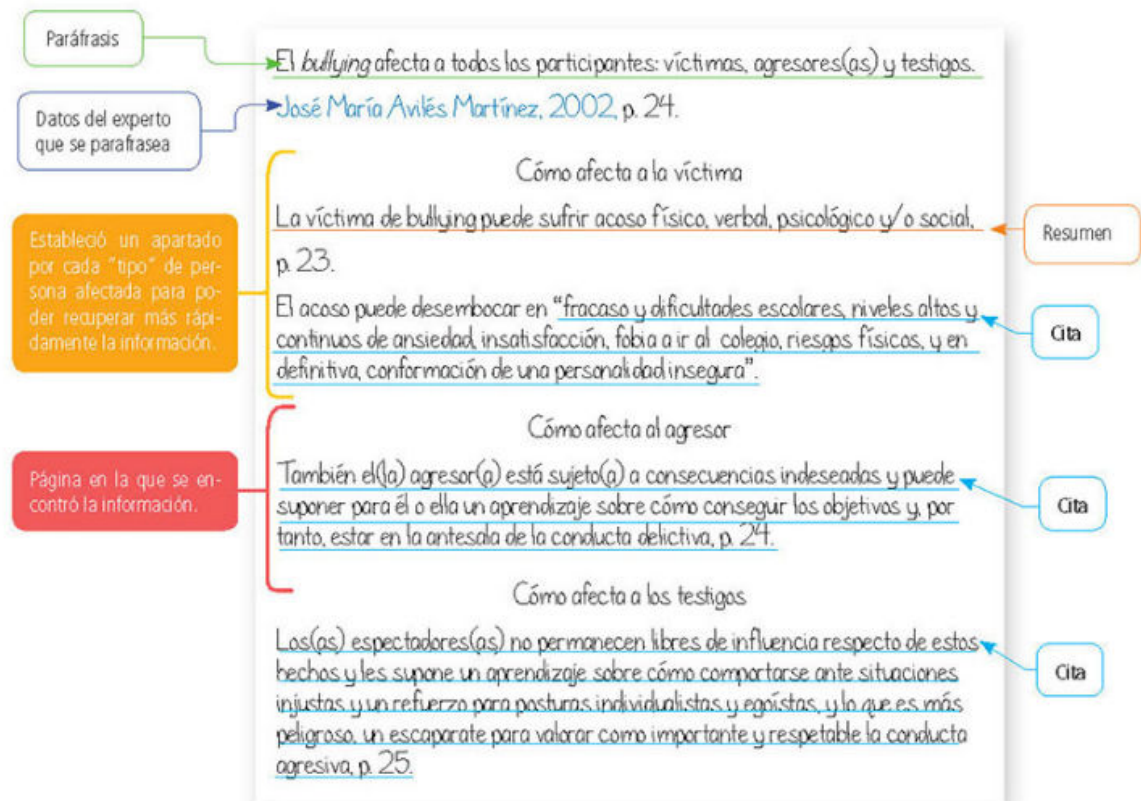 Paráfrasis
El bullying afecta a todos los participantes: víctimas, agresores(as) y testigos.
Datos del experto
que se parafrasea
José María Avilés Martínez, 2002, p. 24.
Cómo afecta a la víctima
Estableció un apartado
por cada "tipo" de per-
sona afectada para po-
der recuperar más rápi-
damente la información.
La víctima de bullying puede sufrir acoso físico, verbal, psicológico y/o social,
p. 23.
Resumen
El acoso puede desembocar en "fracaso y dificultades escolares, niveles altos y
continuos de ansiedad, insatisfacción, fobia a ir al colegio, riesgos físicos, y en
definitiva, conformación de una personalidad insegura".
Cita
Cómo afecta al agresor
Página en la que se en-
contró la información.
También el(la) agresor(a) está sujeto(a) a consecuencias indeseadas y puede
suponer para él o ella un aprendizaje sobre cómo conseguir los objetivos y, por
tanto, estar en la antesala de la conducta delictiva, p. 24.
Cita
Cómo afecta a los testigos
Los(as) espectadores(as) no permanecen libres de influencia respecto de estos
hechos y les supone un aprendizaje sobre cómo comportarse ante situaciones
injustas y un refuerzo para posturas individualistas y egoístas, y lo que es más
peligroso, un escaparate para valorar como importante y respetable la conducta
agresiva, p. 25.
Cita